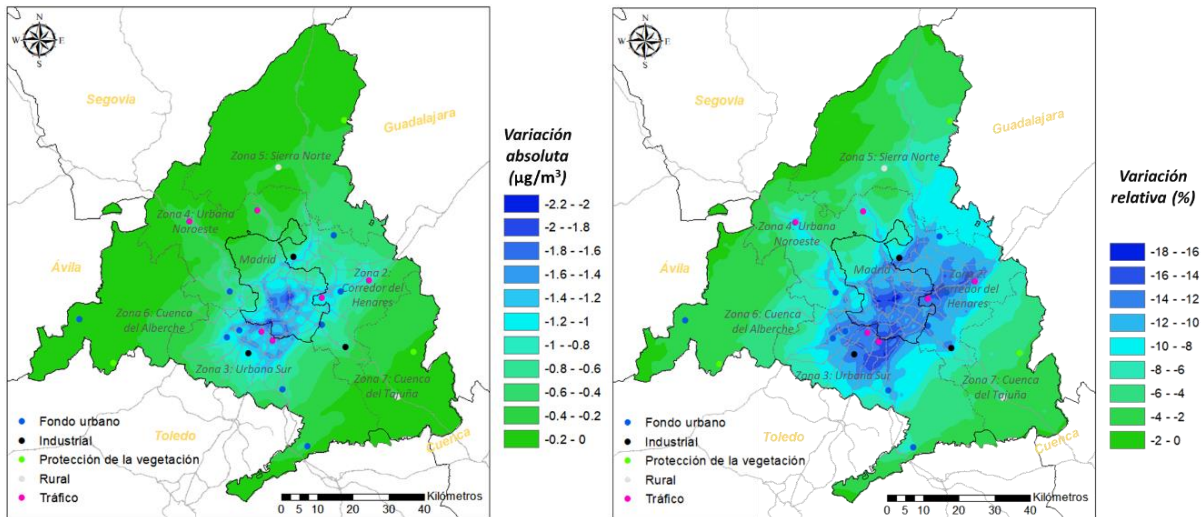 N
W E
S
Segovia
Guadalajara
Ávila
Toledo
Cuenca
Zona 5: Sierra Norte
Zona 4: Urbana
Noroeste
Madrid
Zona 2:
Corredor del
Henares
Zona 6: Cuenca
del Alberche
Zona 3: Urbana Sur
Zona 7: Cuenca
del Tajuña
Fondo urbano
Industrial
Protección de la vegetación
Rural
Tráfico
Kilómetros
0 5 10 20 30 40
Variación
absoluta
(µg/m³)
-2.2 - -2
-2 - -1.8
-1.8 - -1.6
-1.6 - -1.4
-1.4 - -1.2
-1.2 - -1
-1 - -0.8
-0.8 - -0.6
-0.6 - -0.4
-0.4 - -0.2
-0.2 - 0
N
W E
S
Segovia
Guadalajara
Ávila
Toledo
Cuenca
Zona 5: Sierra Norte
Zona 4: Urbana
Noroeste
Madrid
Zona 2:
Corredor del
Henares
Zona 6: Cuenca
del Alberche
Zona 3: Urbana Sur
Zona 7: Cuenca
del Tajuña
Fondo urbano
Industrial
Protección de la vegetación
Rural
Tráfico
Kilómetros
0 5 10 20 30 40
Variación
relativa (%)
-18 - -16
-16 - -14
-14 - -12
-12 - -10
-10 - -8
-8 - -6
-6 - -4
-4 - -2
-2 - 0